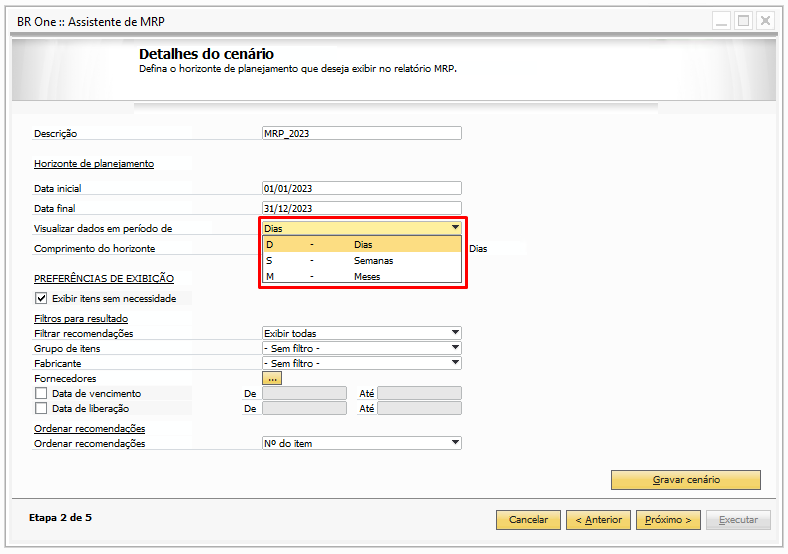 BR One :: Assistente de MRP
Detalhes do cenário
Defina o horizonte de planejamento que deseja exibir no relatório MRP.
Descrição MRP_2023
Horizonte de planejamento
Data inicial 01/01/2023
Data final 31/12/2023
Visualizar dados em período de Dias
D - Dias
Comprimento do horizonte Dias
S - Semanas
M - Meses
PREFERÊNCIAS DE EXIBIÇÃO
Exibir itens sem necessidade
Filtros para resultado
Filtrar recomendações Exibir todas
Grupo de itens - Sem filtro -
Fabricante - Sem filtro -
Fornecedores ...
Data de vencimento De Até
Data de liberação De Até
Ordenar recomendações
Ordenar recomendações Nº do item
Gravar cenário
Etapa 2 de 5 Cancelar < Anterior Próximo > Executar